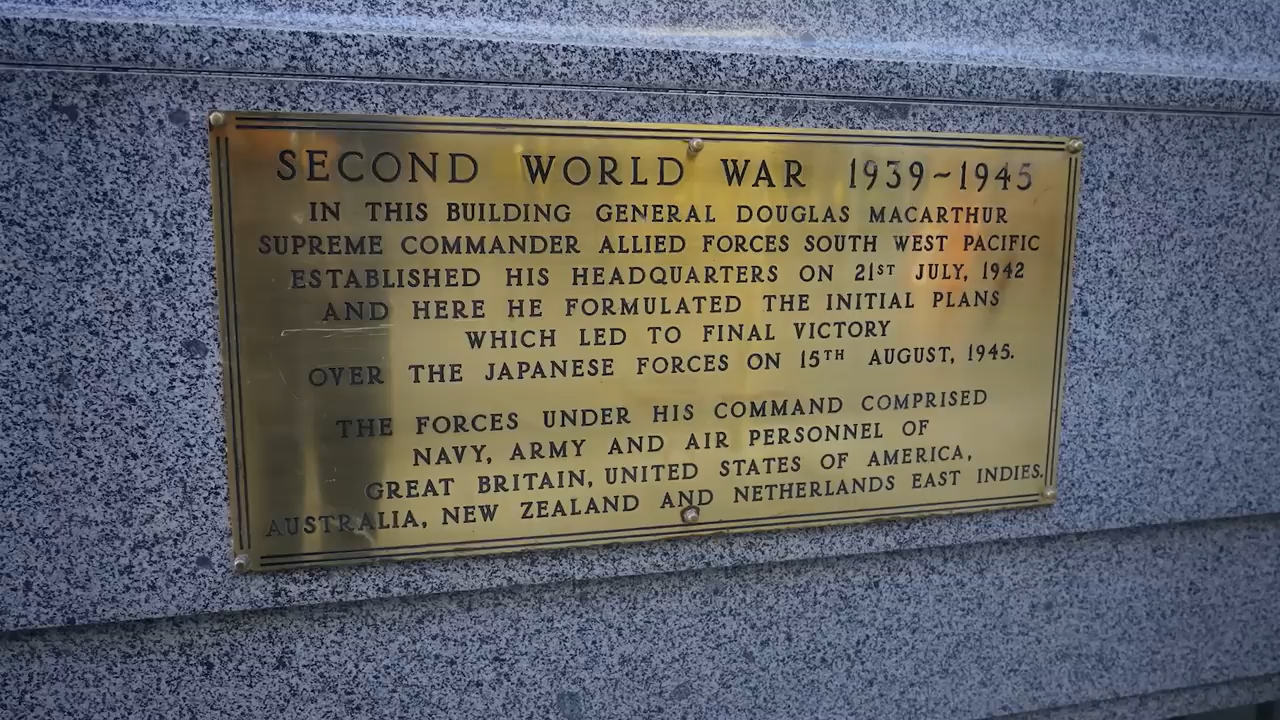 SECOND WORLD WAR 1939~1945
IN THIS BUILDING GENERAL DOUGLAS MACARTHUR
SUPREME COMMANDER ALLIED FORCES SOUTH WEST PACIFIC
ESTABLISHED HIS HEADQUARTERS ON 21ST JULY, 1942
AND HERE HE FORMULATED THE INITIAL PLANS
WHICH LED TO FINAL VICTORY
OVER THE JAPANESE FORCES ON 15TH AUGUST, 1945.
THE FORCES UNDER HIS COMMAND COMPRISED
NAVY, ARMY AND AIR PERSONNEL OF
GREAT BRITAIN, UNITED STATES OF AMERICA,
AUSTRALIA, NEW ZEALAND AND NETHERLANDS EAST INDIES.